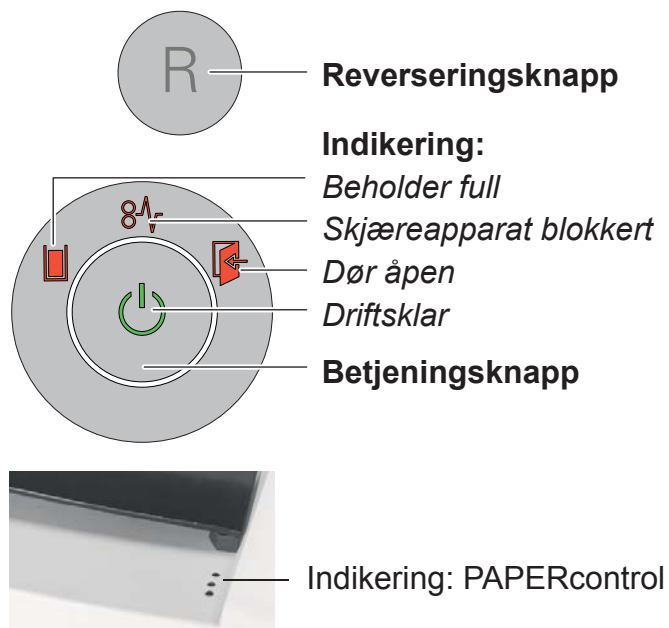 R
Reverseringsknapp
Indikering:
Beholder full
Skjæreapparat blokkert
Dør åpen
Driftsklar
Betjeningsknapp
Indikering: PAPERcontrol